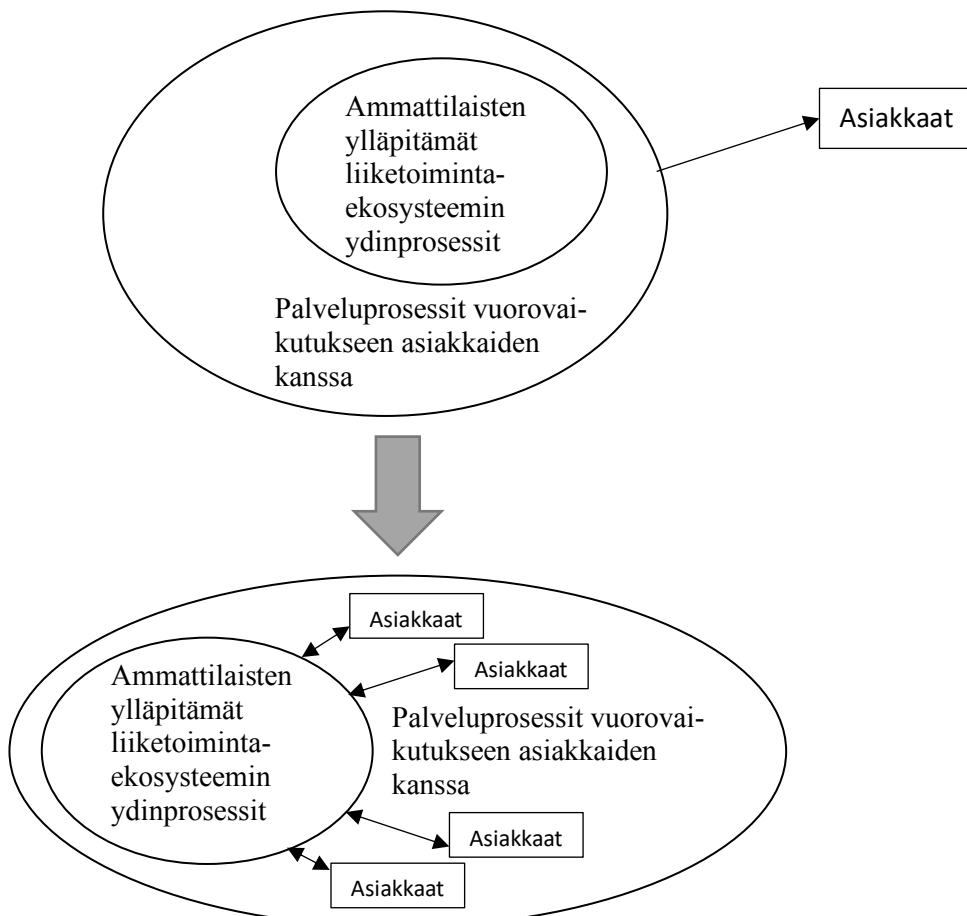 Ammattilaisten
ylläpitämät
liiketoiminta-
ekosysteemin
ydinprosessit
Asiakkaat
Palveluprosessit vuorovai-
kutukseen asiakkaiden
kanssa
Asiakkaat
Asiakkaat
Ammattilaisten
ylläpitämät
liiketoiminta-
ekosysteemin
ydinprosessit
Palveluprosessit vuorovai-
kutukseen asiakkaiden
kanssa
Asiakkaat
Asiakkaat